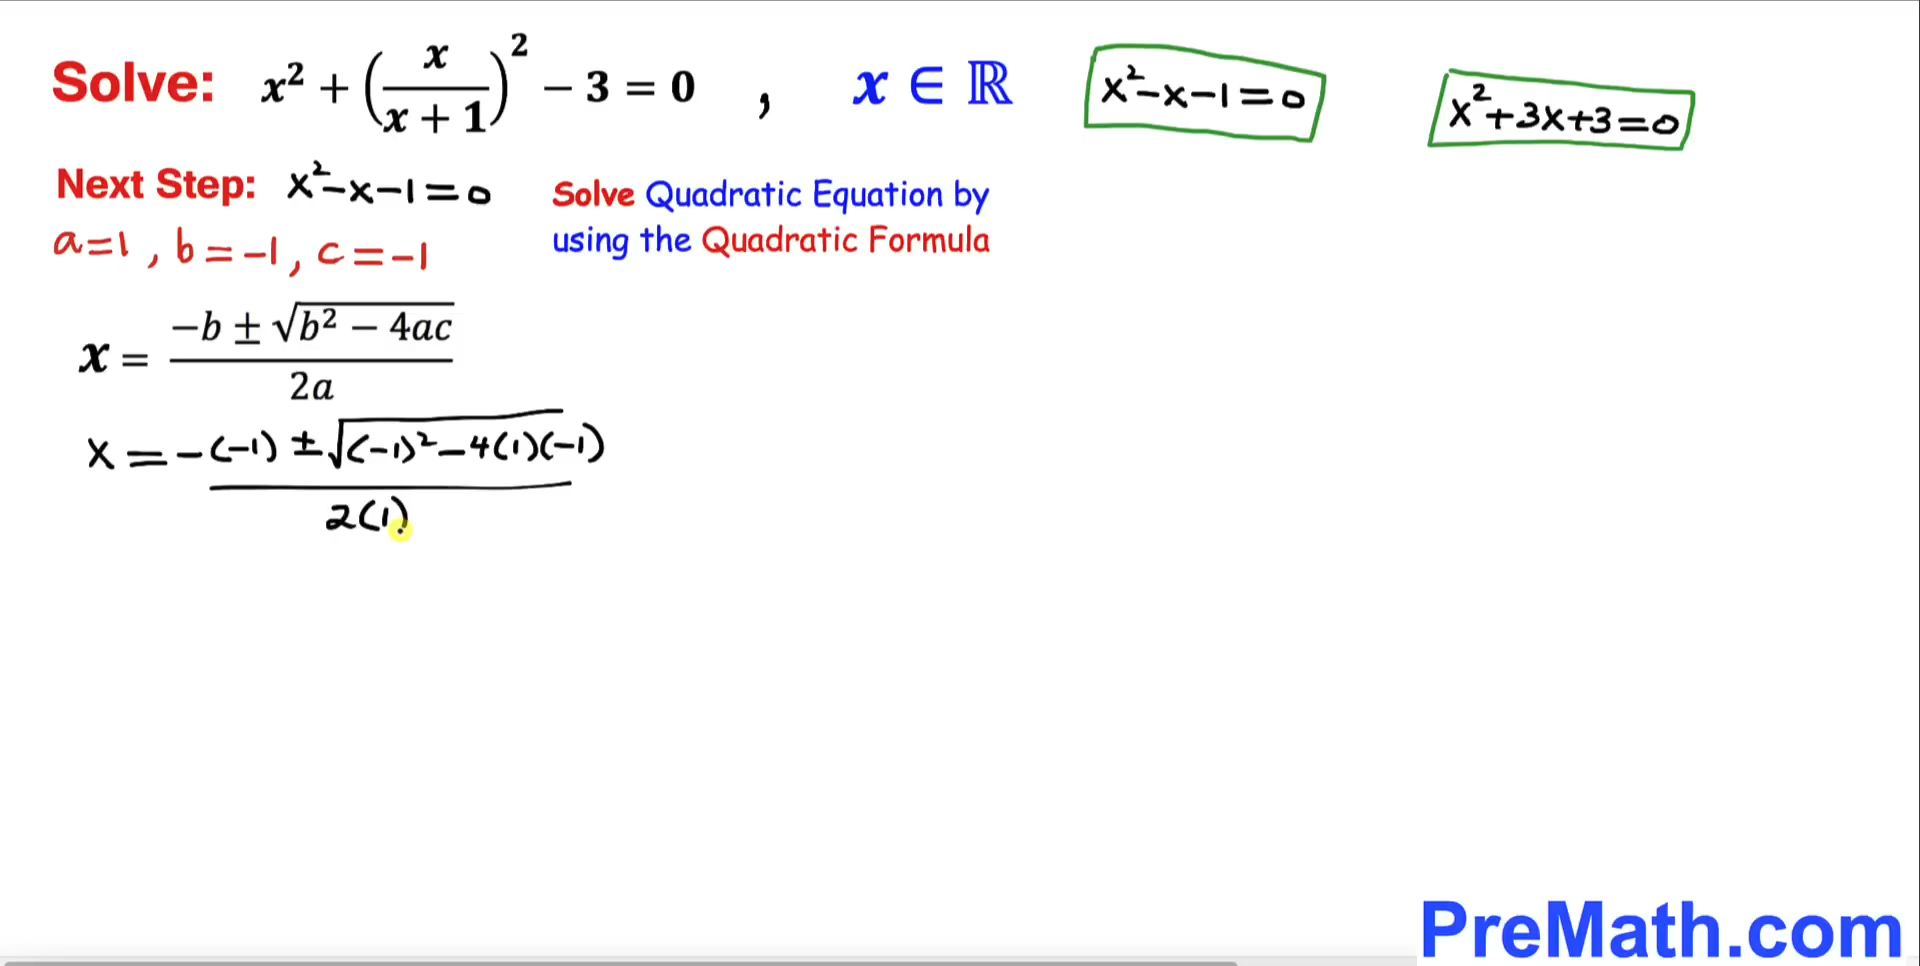 Solve: x² + (x/(x + 1))² − 3 = 0 , x ∈ ℝ
x²−x−1=0
x²+3x+3=0
Next Step: x²−x−1=0
a=1, b=−1, c=−1
Solve Quadratic Equation by
using the Quadratic Formula
x = (−b ± √(b² − 4ac))/(2a)
x = −(−1) ± √(−1)²−4(1)(−1)
2(1)
PreMath.com